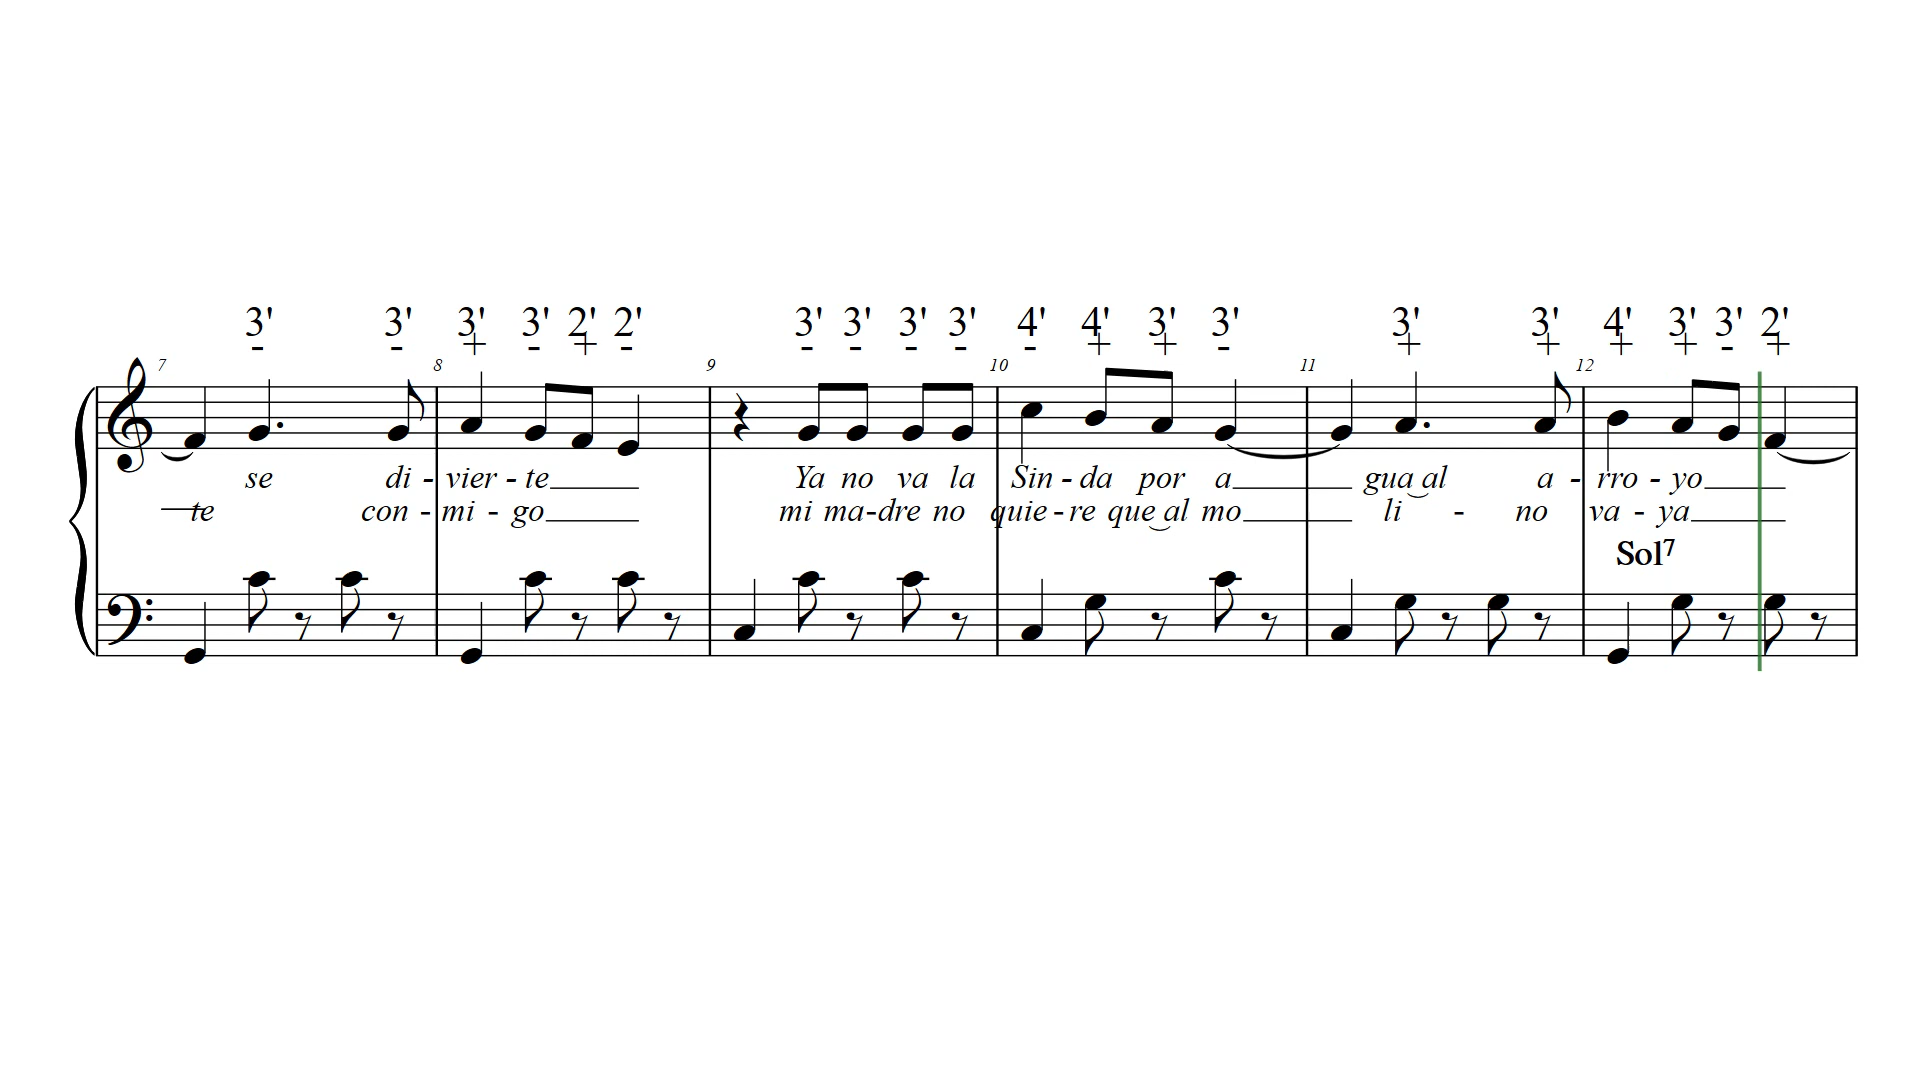 3' 3' 3' 3' 2' 2' 3' 3' 3' 3' 4' 4' 3' 3' 3' 3' 4' 3' 3' 2'
- - + - + - - - - - - + + - + + + + - +
7 8 9 10 11 12
se di - vier - te Ya no va la Sin - da por a gua al a - rro - yo
te con - mi - go mi ma-dre no quie - re que al mo li - no va - ya
Sol7